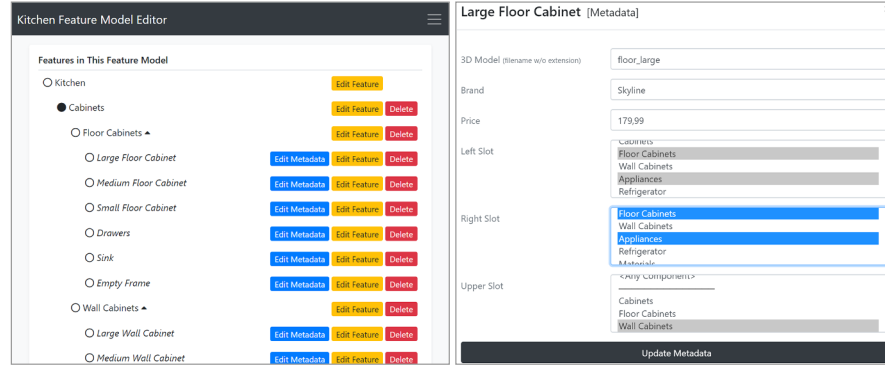 Kitchen Feature Model Editor
Features in This Feature Model
Kitchen Edit Feature
Cabinets Edit Feature Delete
Floor Cabinets Edit Feature Delete
Large Floor Cabinet Edit Metadata Edit Feature Delete
Medium Floor Cabinet Edit Metadata Edit Feature Delete
Small Floor Cabinet Edit Metadata Edit Feature Delete
Drawers Edit Metadata Edit Feature Delete
Sink Edit Metadata Edit Feature Delete
Empty Frame Edit Metadata Edit Feature Delete
Wall Cabinets Edit Feature Delete
Large Wall Cabinet Edit Metadata Edit Feature Delete
Medium Wall Cabinet Edit Metadata Edit Feature Delete
Large Floor Cabinet [Metadata]
3D Model (filename w/o extension) floor_large
Brand Skyline
Price 179,99
Cabinets
Left Slot Floor Cabinets
Wall Cabinets
Appliances
Refrigerator
Right Slot Floor Cabinets
Wall Cabinets
Appliances
Refrigerator
Materials
<Any Component>
Upper Slot
Cabinets
Floor Cabinets
Wall Cabinets
Update Metadata